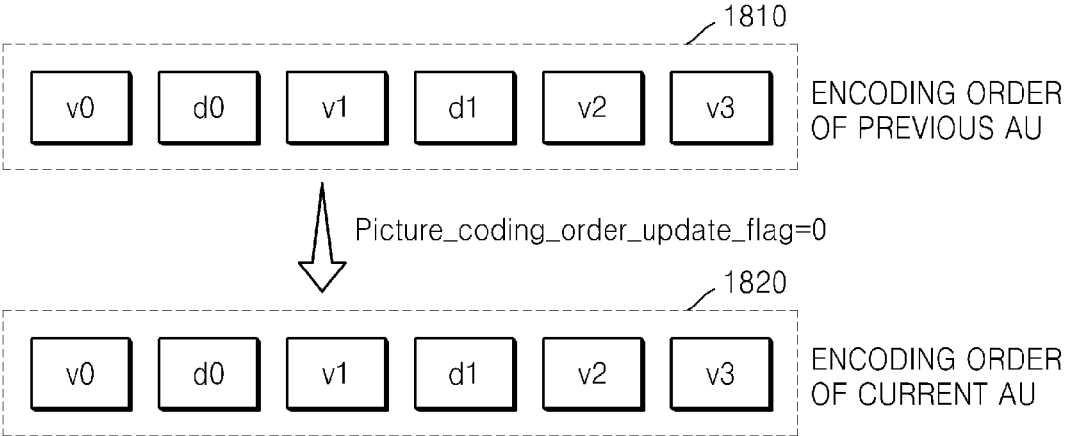 1810
v0 d0 v1 d1 v2 v3
ENCODING ORDER
OF PREVIOUS AU
Picture_coding_order_update_flag=0
1820
v0 d0 v1 d1 v2 v3
ENCODING ORDER
OF CURRENT AU